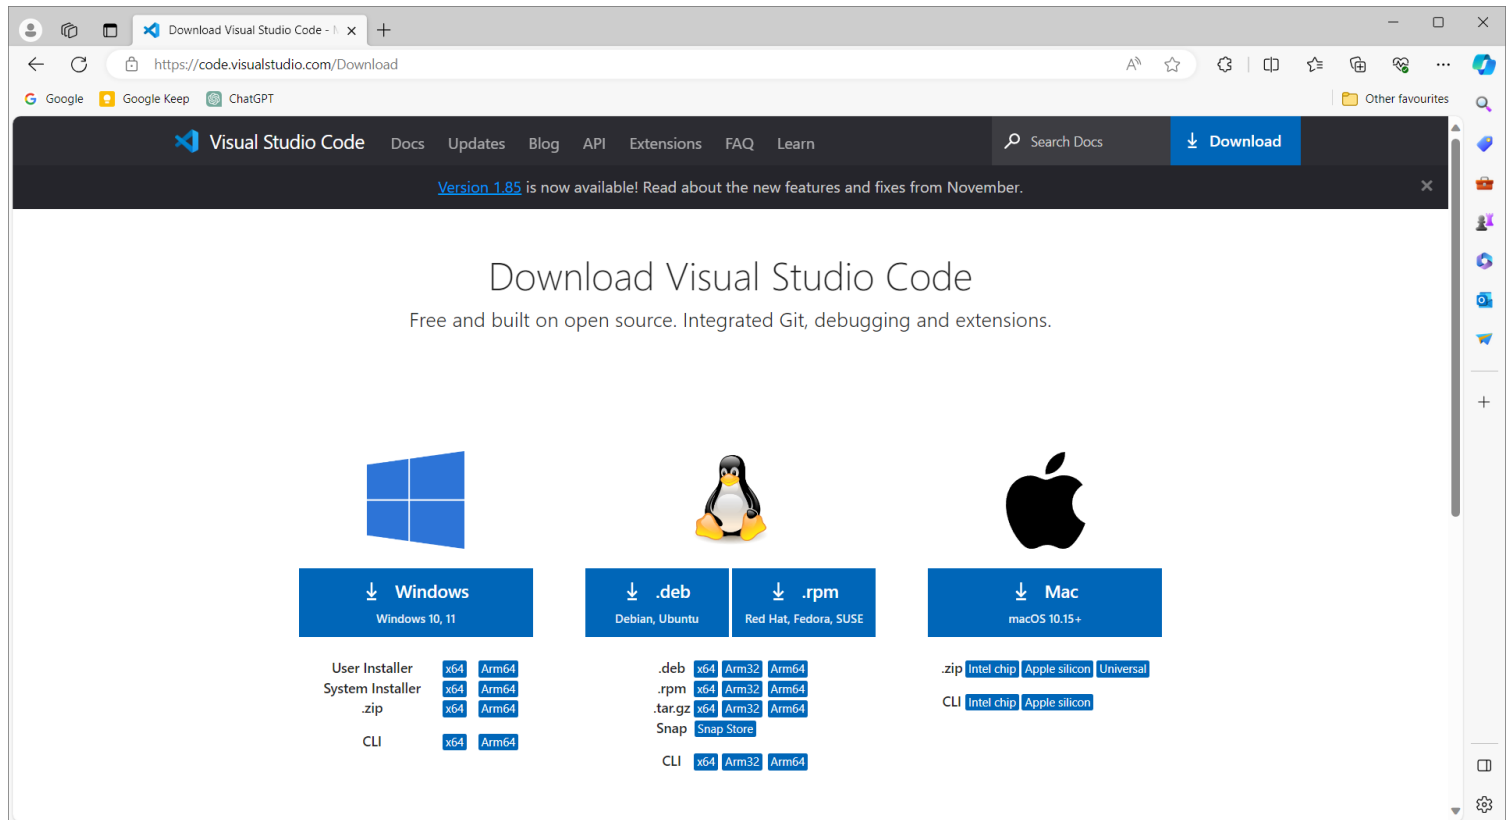 Download Visual Studio Code -
https://code.visualstudio.com/Download
Google Google Keep ChatGPT Other favourites
Visual Studio Code Docs Updates Blog API Extensions FAQ Learn Search Docs Download
Version 1.85 is now available! Read about the new features and fixes from November.
Download Visual Studio Code
Free and built on open source. Integrated Git, debugging and extensions.
Windows .deb .rpm Mac
Windows 10, 11 Debian, Ubuntu Red Hat, Fedora, SUSE macOS 10.15+
User Installer x64 Arm64 .deb x64 Arm32 Arm64 .zip Intel chip Apple silicon Universal
System Installer x64 Arm64 .rpm x64 Arm32 Arm64
.zip x64 Arm64 .tar.gz x64 Arm32 Arm64 CLI Intel chip Apple silicon
Snap Snap Store
CLI x64 Arm64
CLI x64 Arm32 Arm64